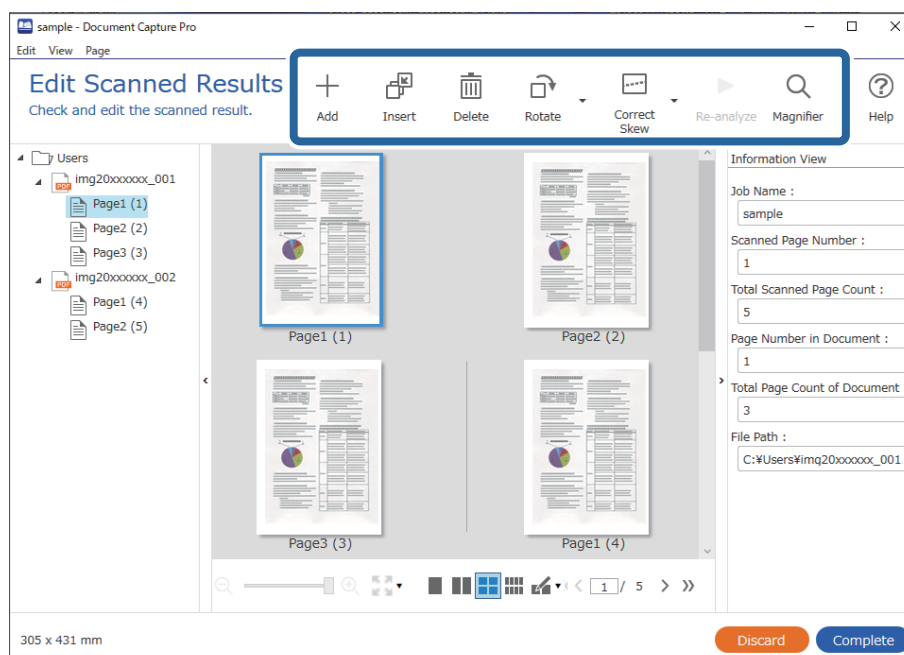 sample - Document Capture Pro
Edit View Page
Edit Scanned Results
Check and edit the scanned result.
Add
Insert
Delete
Rotate
Correct
Skew
Re-analyze
Magnifier
Help
Users
PDF
img20xxxxxx_001
Page1 (1)
Page2 (2)
Page3 (3)
PDF
img20xxxxxx_002
Page1 (4)
Page2 (5)
Page1 (1)
Page2 (2)
Page3 (3)
Page1 (4)
1 / 5
Information View
Job Name :
sample
Scanned Page Number :
1
Total Scanned Page Count :
5
Page Number in Document :
1
Total Page Count of Document
3
File Path :
C:¥Users¥img20xxxxxx_001.
305 x 431 mm
Discard
Complete